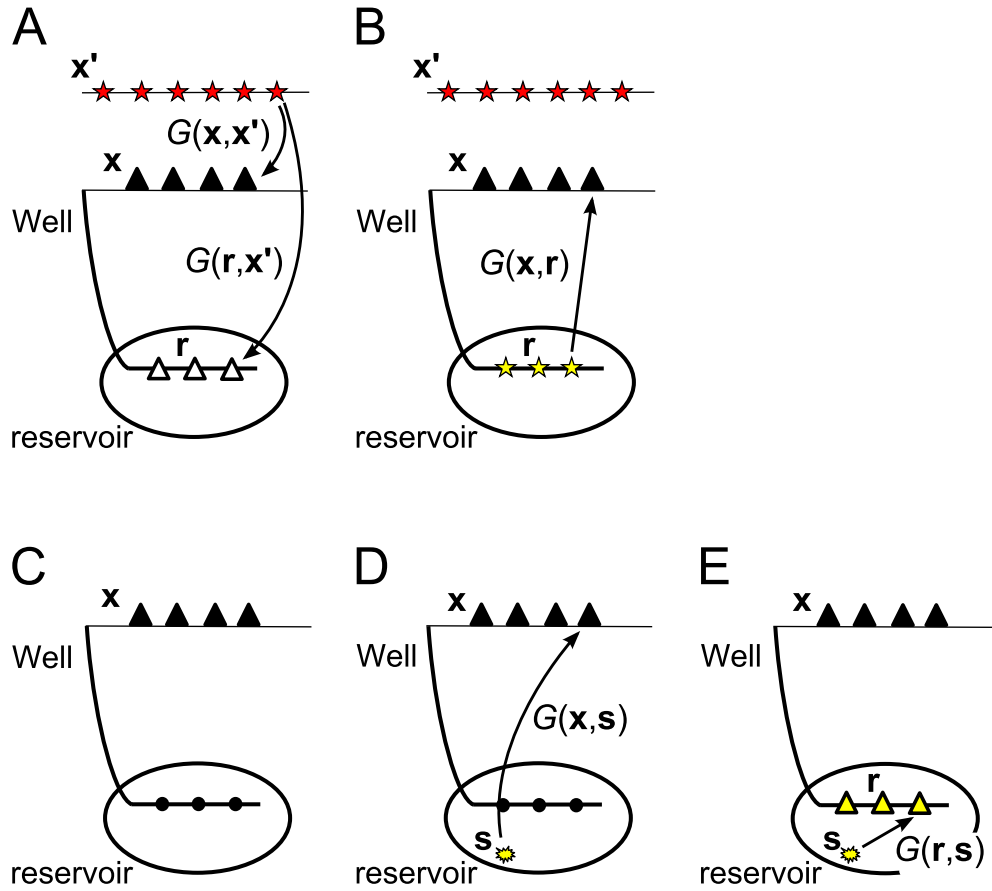 A
x'
G(x,x')
x
Well
G(r,x')
r
reservoir
B
x'
x
Well
G(x,r)
r
reservoir
C
x
Well
reservoir
D
x
Well
G(x,s)
s
reservoir
E
x
Well
r
s
G(r,s)
reservoir